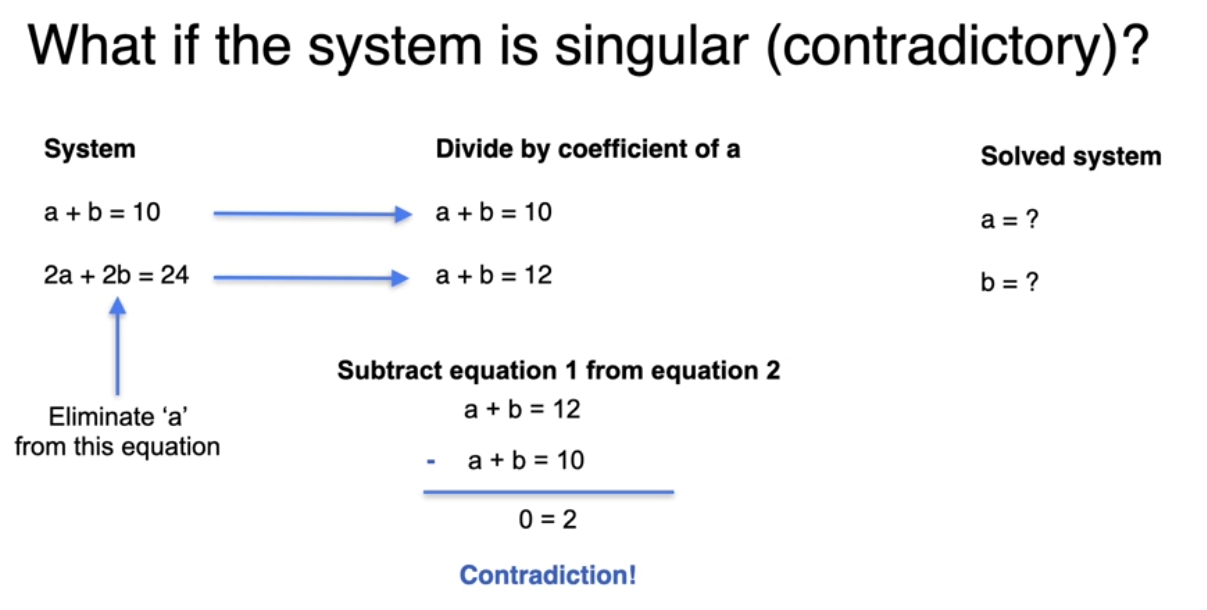 What if the system is singular (contradictory)?
System
Divide by coefficient of a
Solved system
a + b = 10
a + b = 10
a = ?
2a + 2b = 24
a + b = 12
b = ?
Eliminate ‘a’
from this equation
Subtract equation 1 from equation 2
a + b = 12
- a + b = 10
0 = 2
Contradiction!